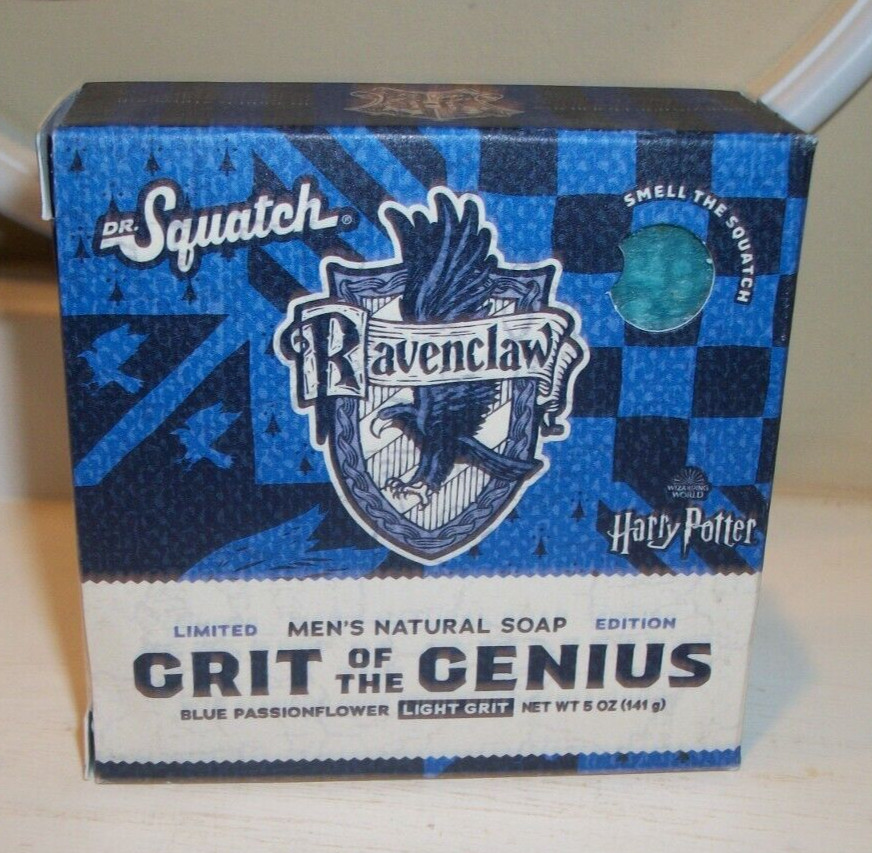 DR. Squatch®
SMELL THE SQUATCH
Ravenclaw
WIZARDING
WORLD
Harry Potter
LIMITED MEN'S NATURAL SOAP EDITION
GRIT OF THE GENIUS
BLUE PASSIONFLOWER LIGHT GRIT NET WT 5 OZ (141 g)